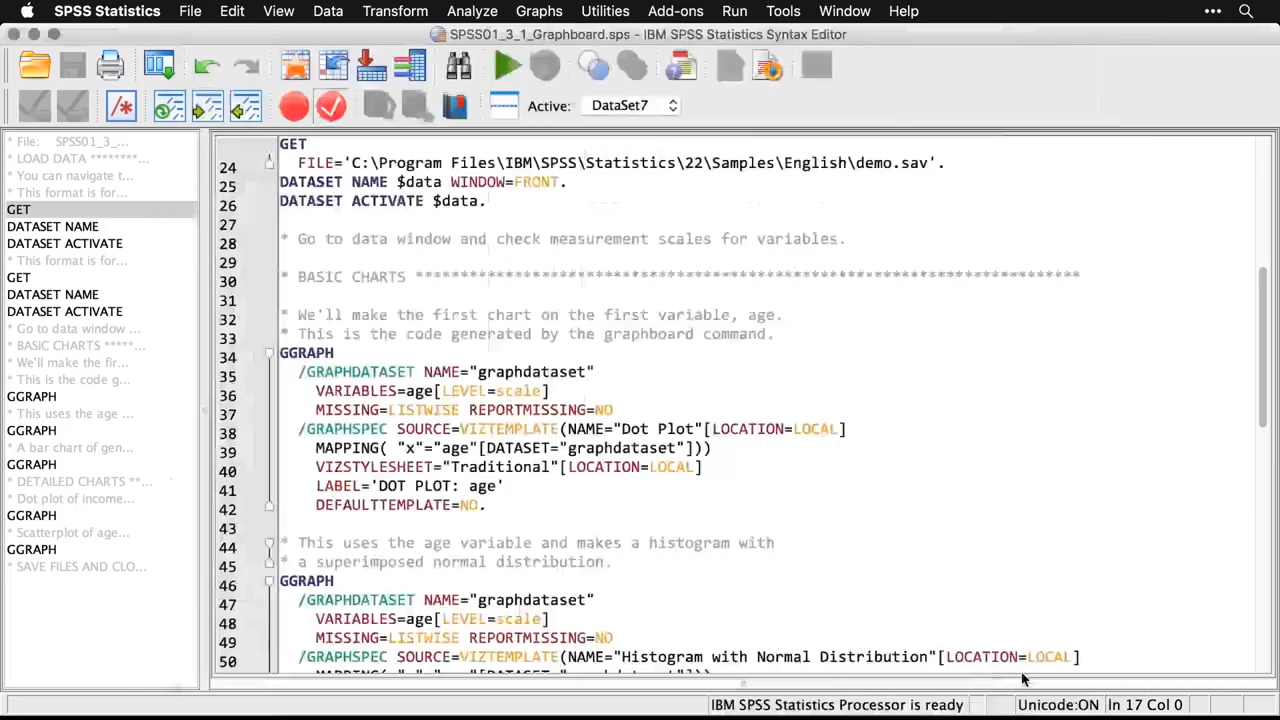 SPSS Statistics File Edit View Data Transform Analyze Graphs Utilities Add-ons Run Tools Window Help
SPSS01_3_1_Graphboard.sps - IBM SPSS Statistics Syntax Editor
Active: DataSet7
* File: SPSS01_3_...
* LOAD DATA ********...
* You can navigate t...
* This format is for...
GET
DATASET NAME
DATASET ACTIVATE
* This format is for...
GET
DATASET NAME
DATASET ACTIVATE
* Go to data window ...
* BASIC CHARTS *****...
* We'll make the fir...
* This is the code g...
GGRAPH
* This uses the age ...
GGRAPH
* A bar chart of gen...
GGRAPH
* DETAILED CHARTS **...
* Dot plot of income...
GGRAPH
* Scatterplot of age...
GGRAPH
* SAVE FILES AND CLO...
GET
24 FILE='C:\Program Files\IBM\SPSS\Statistics\22\Samples\English\demo.sav'.
25 DATASET NAME $data WINDOW=FRONT.
26 DATASET ACTIVATE $data.
27
28 * Go to data window and check measurement scales for variables.
29
30 * BASIC CHARTS **************************************************************************
31
32 * We'll make the first chart on the first variable, age.
33 * This is the code generated by the graphboard command.
34 GGRAPH
35 /GRAPHDATASET NAME="graphdataset"
36 VARIABLES=age[LEVEL=scale]
37 MISSING=LISTWISE REPORTMISSING=NO
38 /GRAPHSPEC SOURCE=VIZTEMPLATE(NAME="Dot Plot"[LOCATION=LOCAL]
39 MAPPING( "x"="age"[DATASET="graphdataset"]))
40 VIZSTYLESHEET="Traditional"[LOCATION=LOCAL]
41 LABEL='DOT PLOT: age'
42 DEFAULTTEMPLATE=NO.
43
44 * This uses the age variable and makes a histogram with
45 * a superimposed normal distribution.
46 GGRAPH
47 /GRAPHDATASET NAME="graphdataset"
48 VARIABLES=age[LEVEL=scale]
49 MISSING=LISTWISE REPORTMISSING=NO
50 /GRAPHSPEC SOURCE=VIZTEMPLATE(NAME="Histogram with Normal Distribution"[LOCATION=LOCAL]
IBM SPSS Statistics Processor is ready Unicode:ON In 17 Col 0